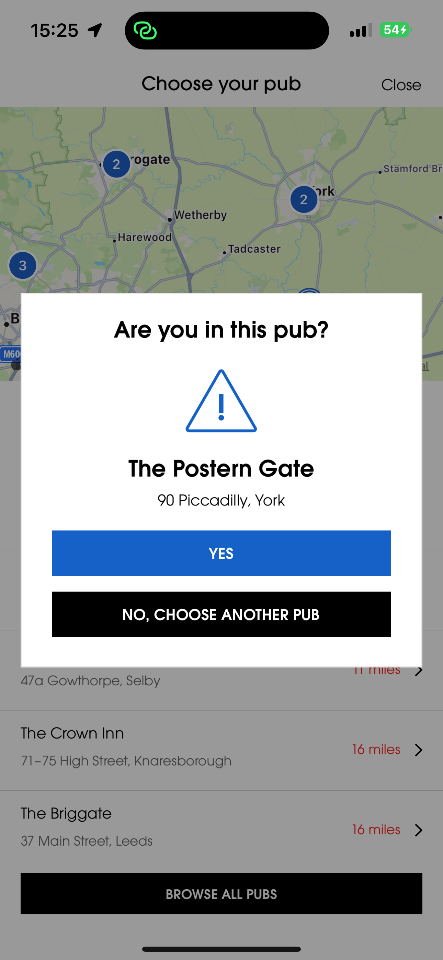 15:25
54
Choose your pub
Close
2
rogate
Stamford Br
2
ork
Wetherby
Harewood
Tadcaster
3
B
M60
al
Are you in this pub?
!
The Postern Gate
90 Piccadilly, York
YES
NO, CHOOSE ANOTHER PUB
11 miles
47a Gowthorpe, Selby
The Crown Inn
71–75 High Street, Knaresborough
16 miles
The Briggate
37 Main Street, Leeds
16 miles
BROWSE ALL PUBS